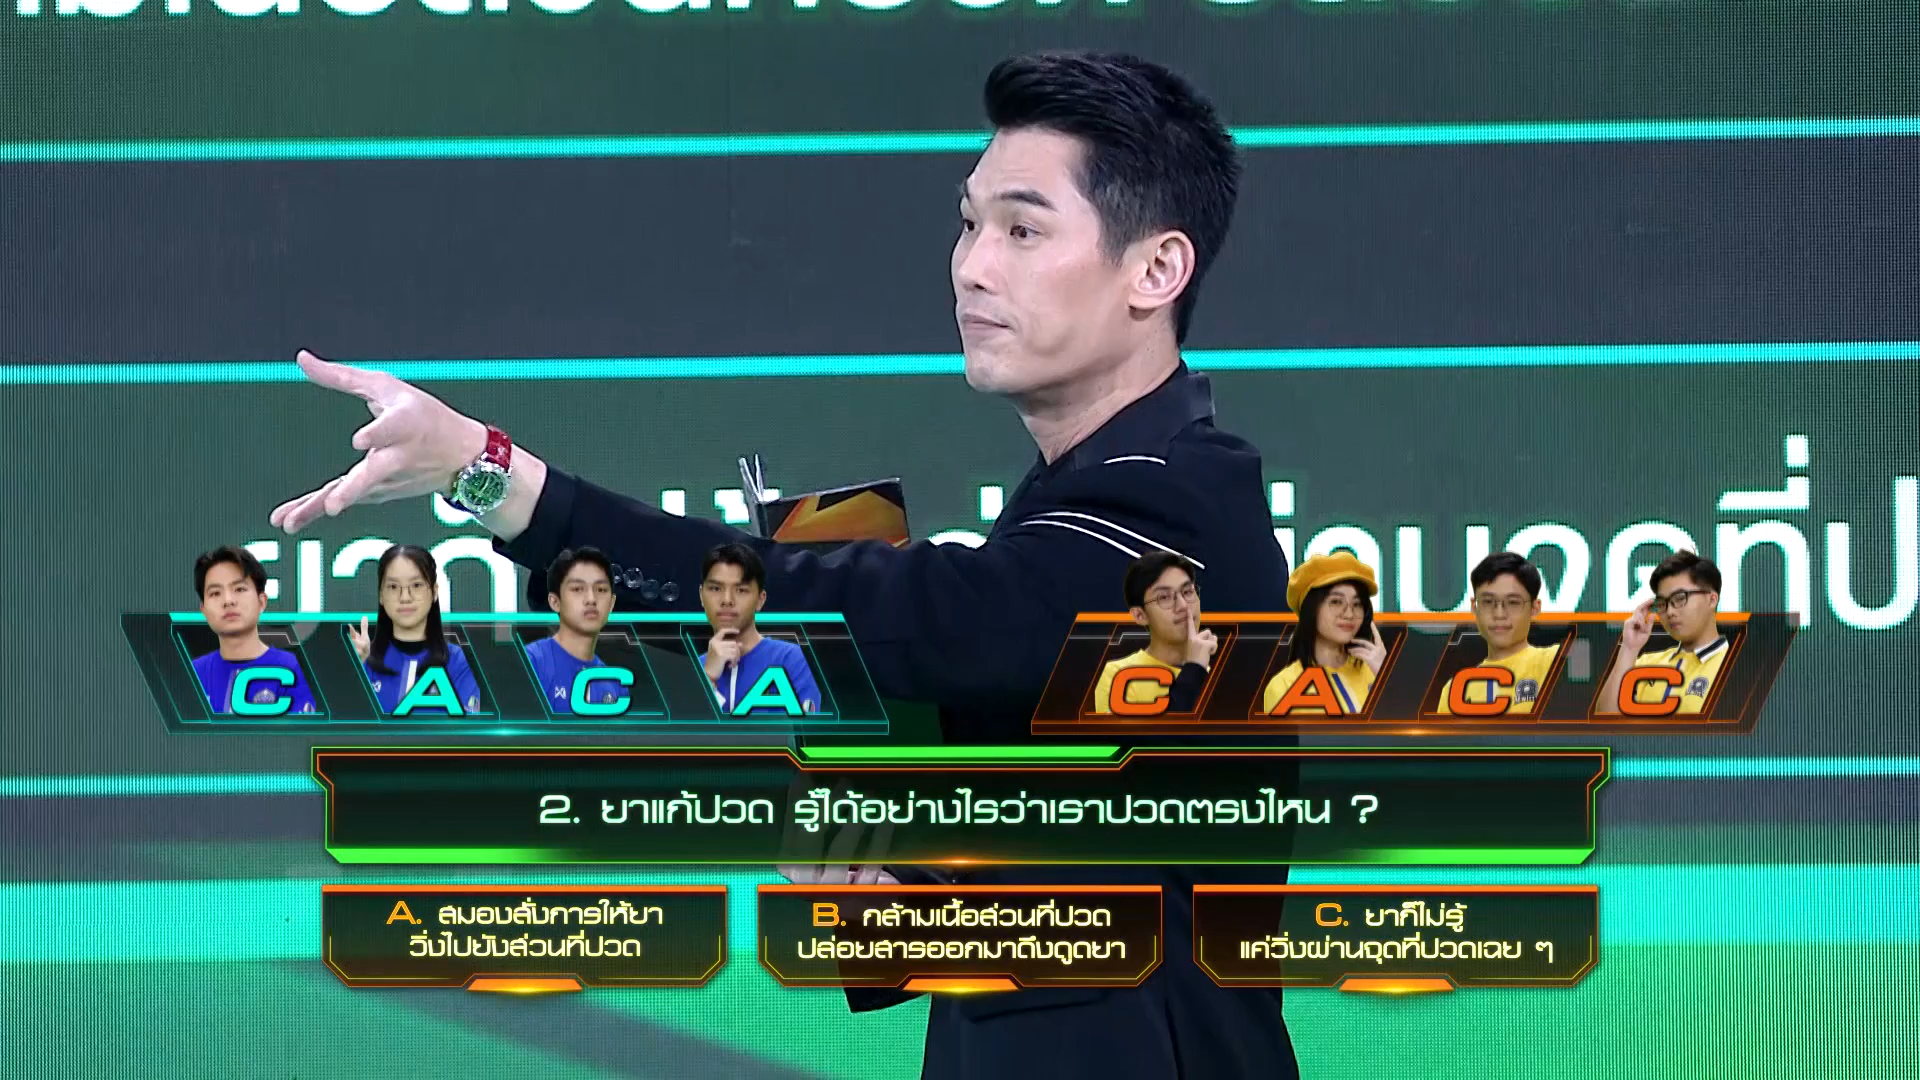 C A C A
C A C C
2. ยาแก้ปวด รู้ได้อย่างไรว่าเราปวดตรงไหน ?
A. สมองสั่งการให้ยา
วิ่งไปยังส่วนที่ปวด
B. กล้ามเนื้อส่วนที่ปวด
ปล่อยสารออกมาดึงดูดยา
C. ยาก็ไม่รู้
แค่วิ่งผ่านจุดที่ปวดเฉย ๆ